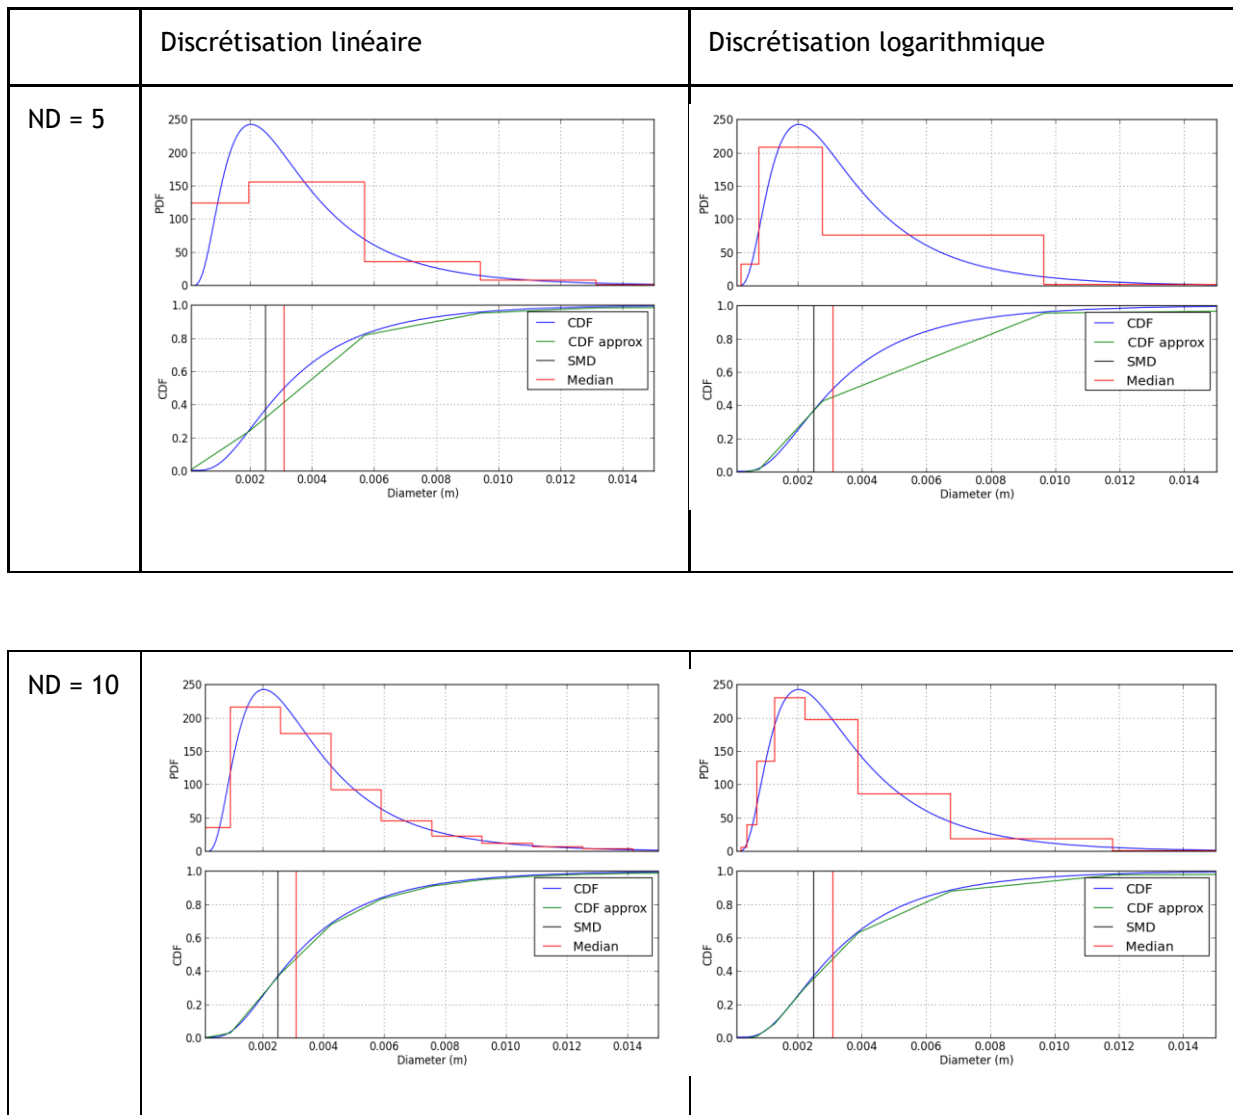 Discrétisation linéaire
Discrétisation logarithmique
ND = 5
250
200
150
100
50
0
PDF
1.0
0.8
0.6
0.4
0.2
0.0
CDF
CDF
CDF approx
SMD
Median
0.002 0.004 0.006 0.008 0.010 0.012 0.014
Diameter (m)
250
200
150
100
50
0
PDF
1.0
0.8
0.6
0.4
0.2
0.0
CDF
CDF
CDF approx
SMD
Median
0.002 0.004 0.006 0.008 0.010 0.012 0.014
Diameter (m)
ND = 10
250
200
150
100
50
0
PDF
1.0
0.8
0.6
0.4
0.2
0.0
CDF
CDF
CDF approx
SMD
Median
0.002 0.004 0.006 0.008 0.010 0.012 0.014
Diameter (m)
250
200
150
100
50
0
PDF
1.0
0.8
0.6
0.4
0.2
0.0
CDF
CDF
CDF approx
SMD
Median
0.002 0.004 0.006 0.008 0.010 0.012 0.014
Diameter (m)